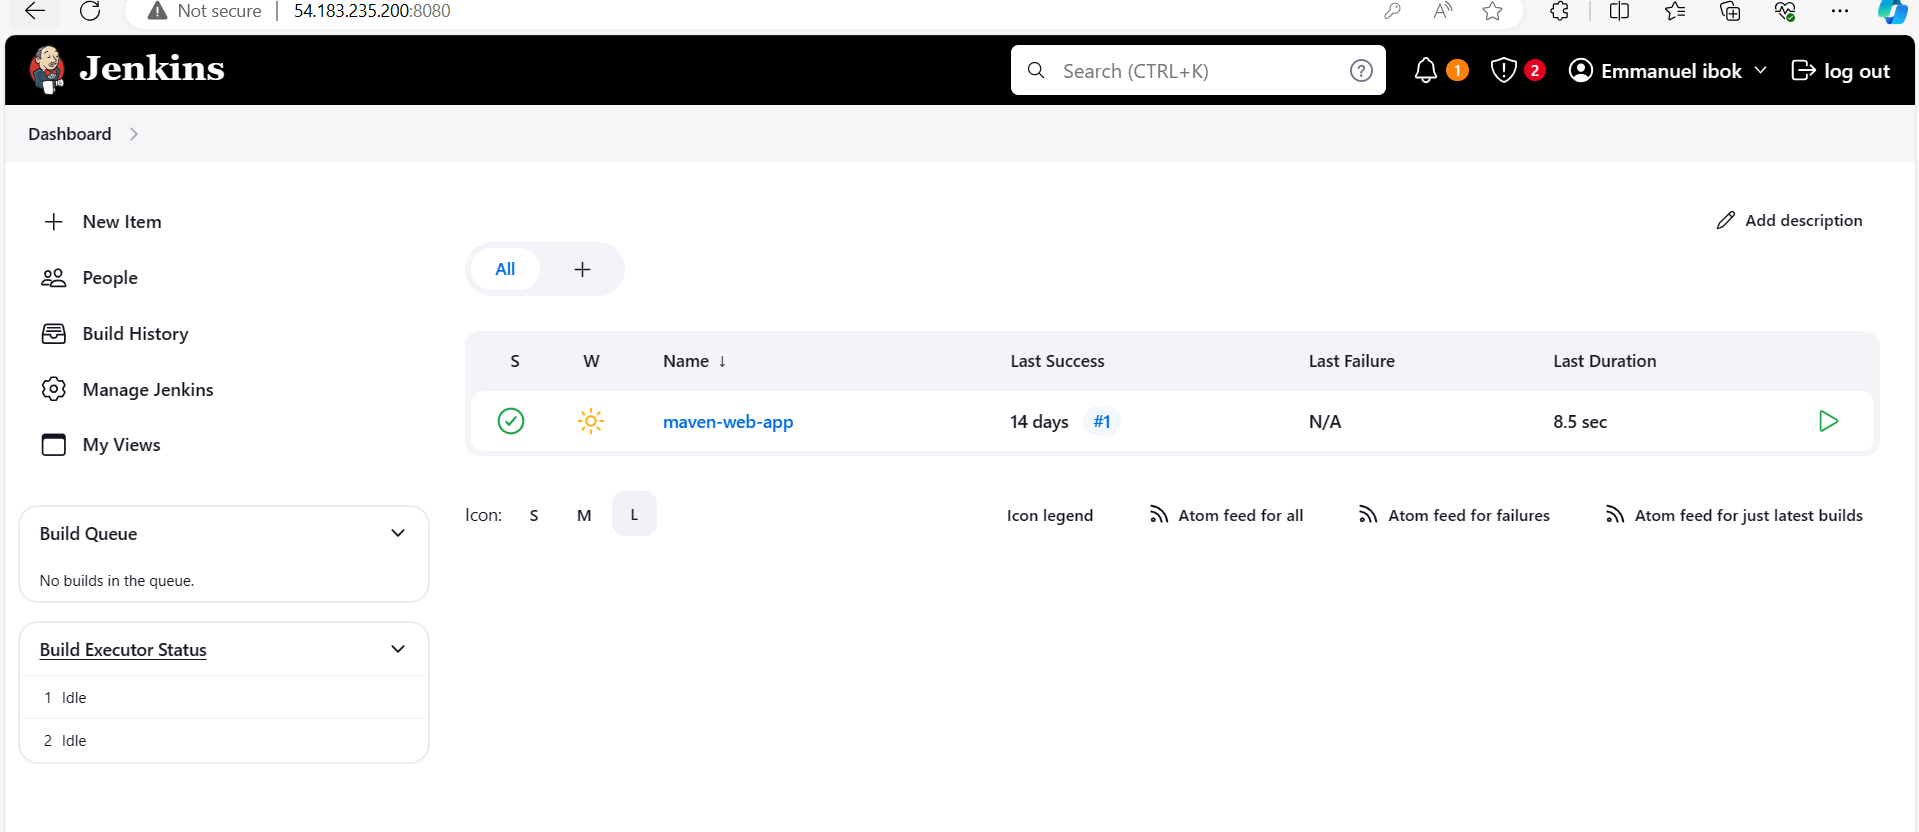 Not secure 54.183.235.200:8080
Jenkins
Search (CTRL+K)
1
2
Emmanuel ibok
log out
Dashboard
New Item
People
Build History
Manage Jenkins
My Views
Add description
All
S W Name ↓ Last Success Last Failure Last Duration
maven-web-app 14 days #1 N/A 8.5 sec
Icon: S M L
Icon legend
Atom feed for all
Atom feed for failures
Atom feed for just latest builds
Build Queue
No builds in the queue.
Build Executor Status
1 Idle
2 Idle